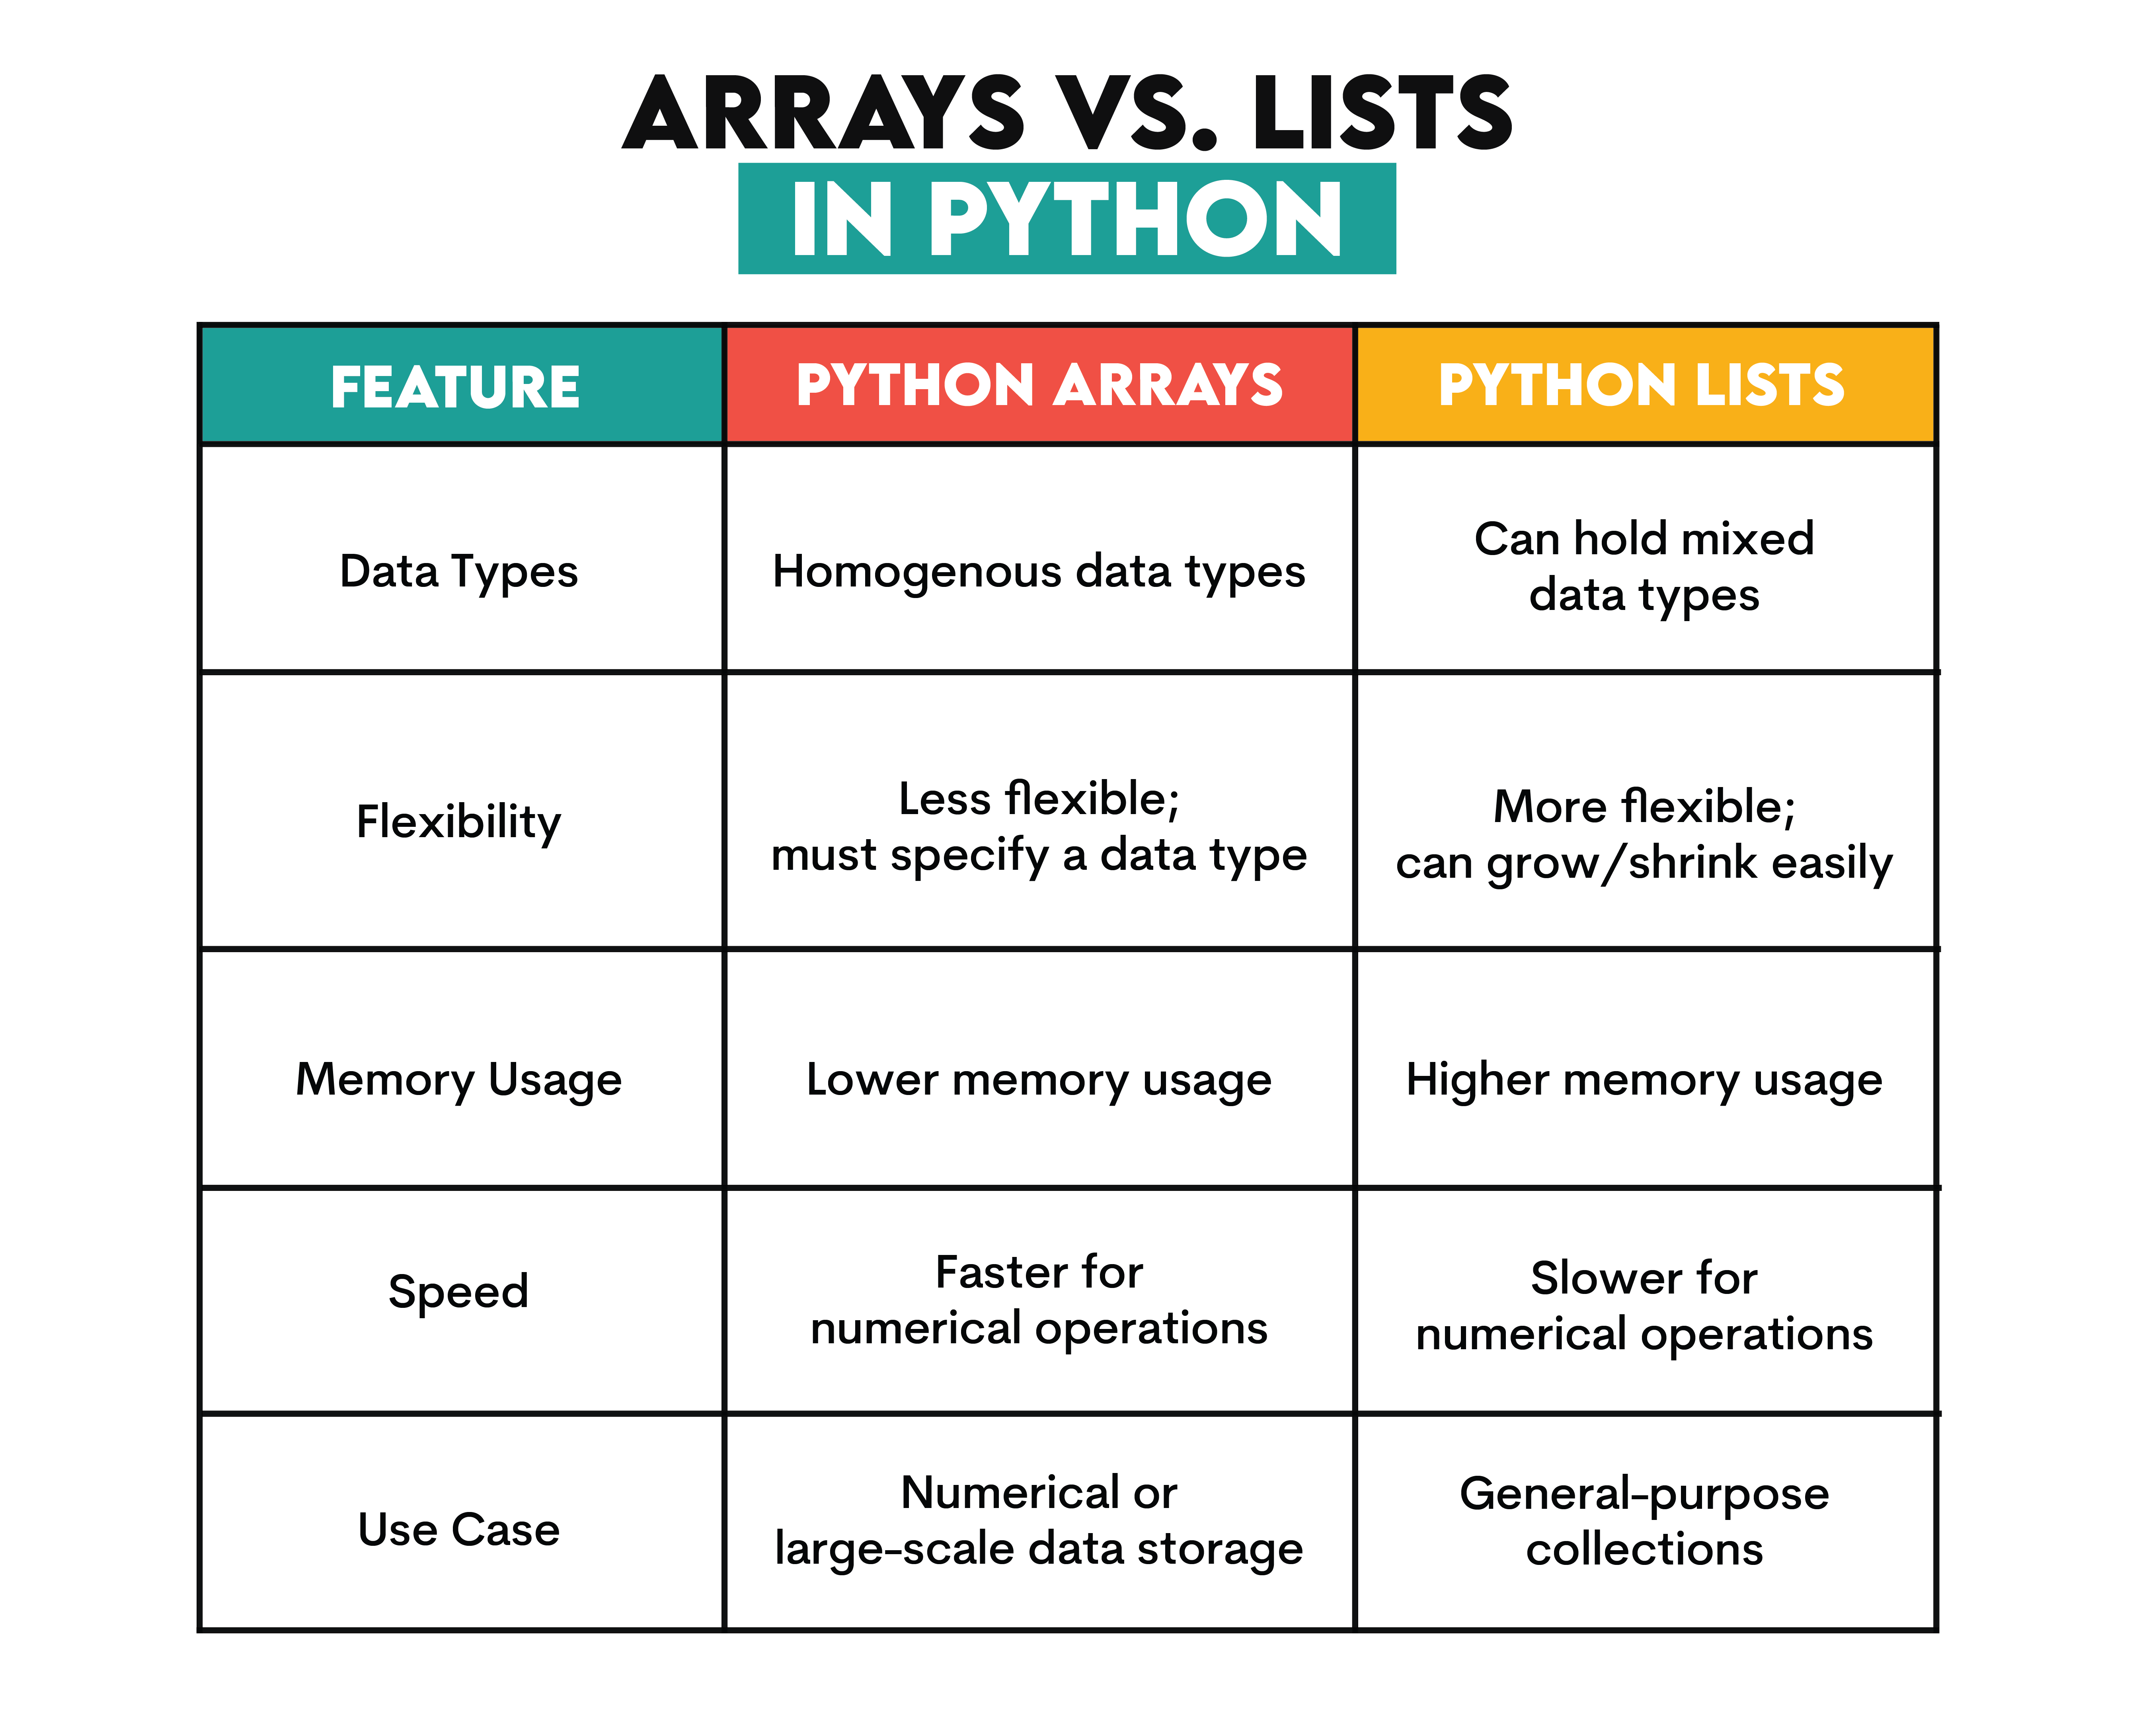 ARRAYS VS. LISTS
IN PYTHON
FEATURE
PYTHON ARRAYS
PYTHON LISTS
Data Types
Homogenous data types
Can hold mixed
data types
Flexibility
Less flexible;
must specify a data type
More flexible;
can grow/shrink easily
Memory Usage
Lower memory usage
Higher memory usage
Speed
Faster for
numerical operations
Slower for
numerical operations
Use Case
Numerical or
large-scale data storage
General-purpose
collections